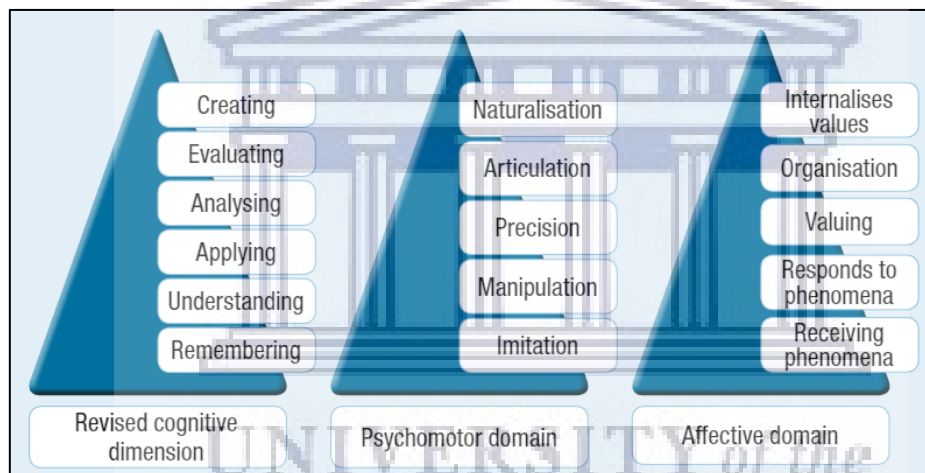 Creating
Evaluating
Analysing
Applying
Understanding
Remembering
Revised cognitive
dimension
Naturalisation
Articulation
Precision
Manipulation
Imitation
Psychomotor domain
Internalises
values
Organisation
Valuing
Responds to
phenomena
Receiving
phenomena
Affective domain
UNIVERSITY of the